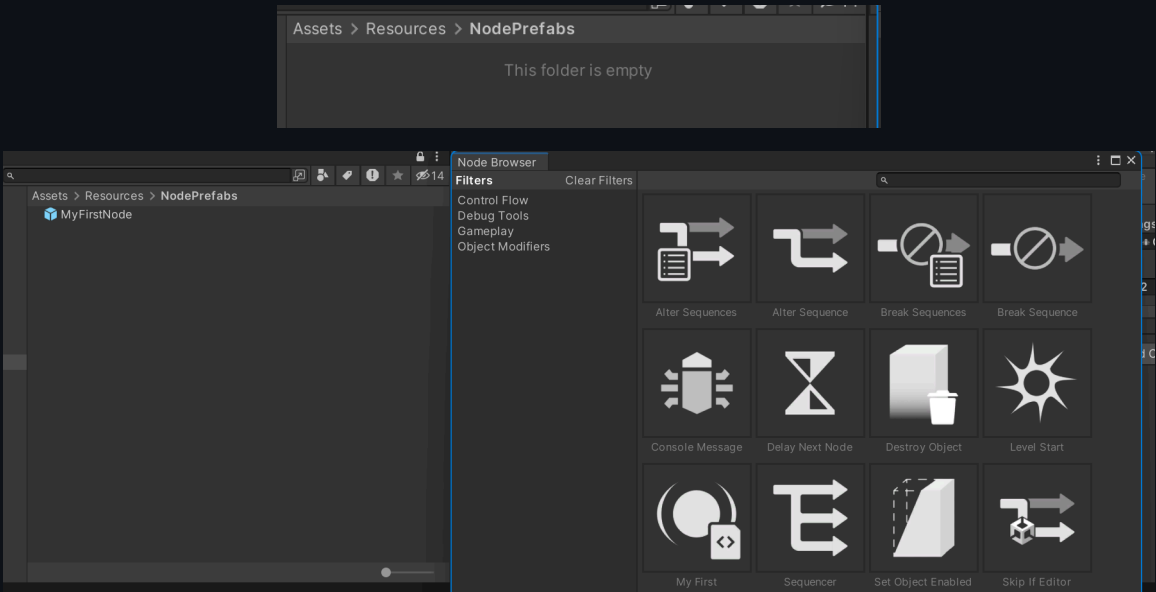 Assets > Resources > NodePrefabs
This folder is empty
14
Assets > Resources > NodePrefabs
MyFirstNode
Node Browser
Filters
Clear Filters
Control Flow
Debug Tools
Gameplay
Object Modifiers
Alter Sequences
Alter Sequence
Break Sequences
Break Sequence
Console Message
Delay Next Node
Destroy Object
Level Start
My First
Sequencer
Set Object Enabled
Skip If Editor